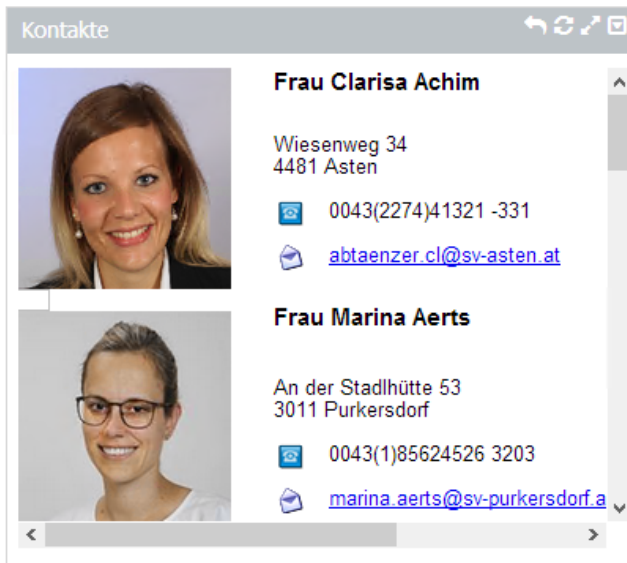 Kontakte
Frau Clarisa Achim
Wiesenweg 34
4481 Asten
0043(2274)41321 -331
abtaenzer.cl@sv-asten.at
Frau Marina Aerts
An der Stadlhütte 53
3011 Purkersdorf
0043(1)85624526 3203
marina.aerts@sv-purkersdorf.a